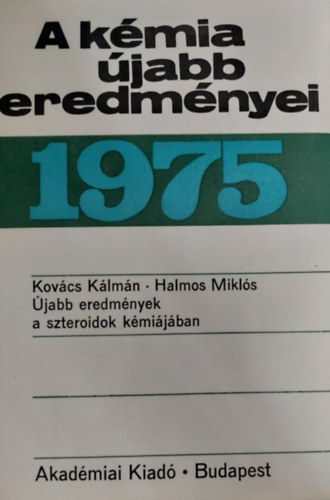 A kémia
újabb
eredményei
1975
Kovács Kálmán · Halmos Miklós
Újabb eredmények
a szteroidok kémiájában
Akadémiai Kiadó • Budapest